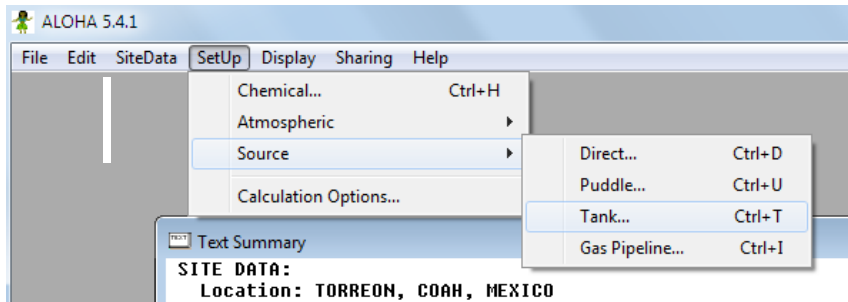 ALOHA 5.4.1
File Edit SiteData SetUp Display Sharing Help
Chemical... Ctrl+H
Atmospheric
Source
Calculation Options...
Direct... Ctrl+D
Puddle... Ctrl+U
Tank... Ctrl+T
Gas Pipeline... Ctrl+I
TEXT Text Summary
SITE DATA:
Location: TORREON, COAH, MEXICO